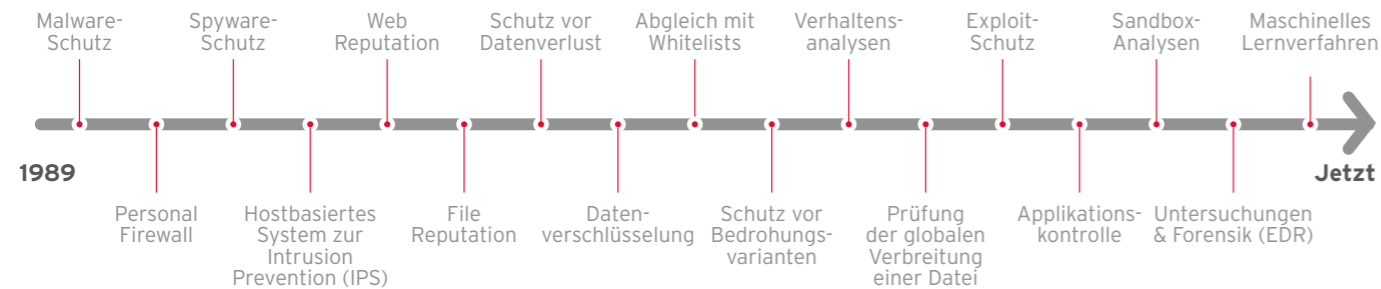 Malware-
Schutz
Spyware-
Schutz
Web
Reputation
Schutz vor
Datenverlust
Abgleich mit
Whitelists
Verhaltens-
analysen
Exploit-
Schutz
Sandbox-
Analysen
Maschinelles
Lernverfahren
1989
Jetzt
Personal
Firewall
Hostbasiertes
System zur
Intrusion
Prevention (IPS)
File
Reputation
Daten-
verschlüsselung
Schutz vor
Bedrohungs-
varianten
Prüfung
der globalen
Verbreitung
einer Datei
Applikations-
kontrolle
Untersuchungen
& Forensik (EDR)